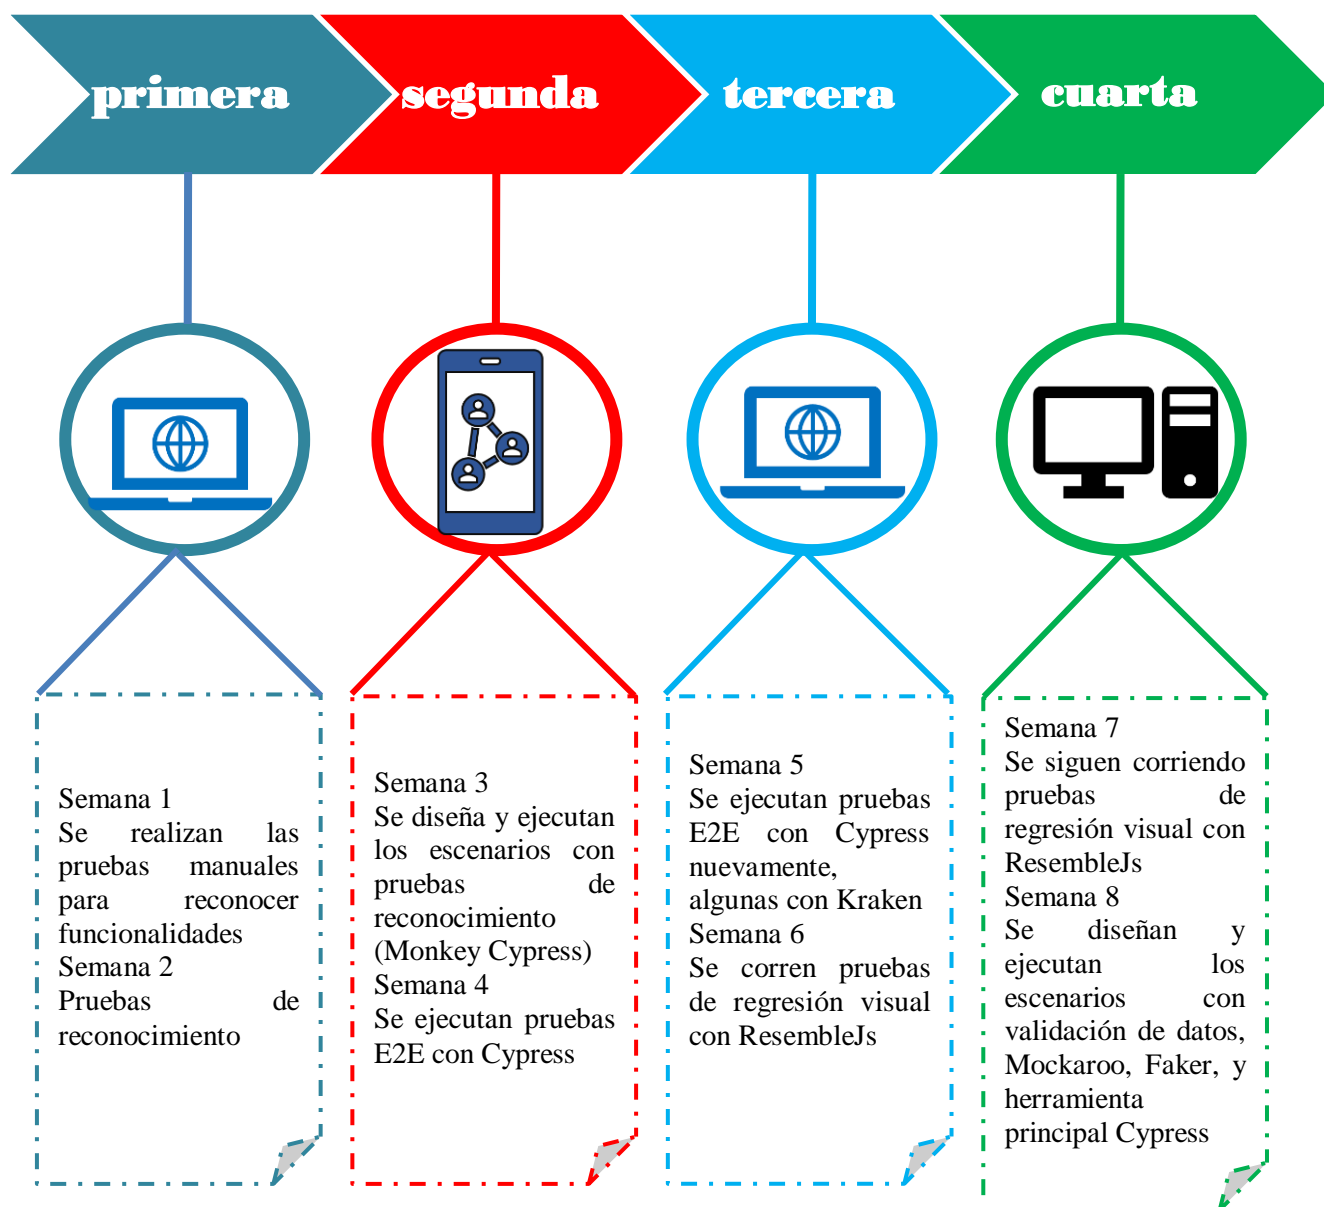 primera
segunda
tercera
cuarta
Semana 1
Se realizan las
pruebas manuales
para reconocer
funcionalidades
Semana 2
Pruebas de
reconocimiento
Semana 3
Se diseña y ejecutan
los escenarios con
pruebas de
reconocimiento
(Monkey Cypress)
Semana 4
Se ejecutan pruebas
E2E con Cypress
Semana 5
Se ejecutan pruebas
E2E con Cypress
nuevamente,
algunas con Kraken
Semana 6
Se corren pruebas
de regresión visual
con ResembleJs
Semana 7
Se siguen corriendo
pruebas de
regresión visual con
ResembleJs
Semana 8
Se diseñan y
ejecutan los
escenarios con
validación de datos,
Mockaroo, Faker, y
herramienta
principal Cypress